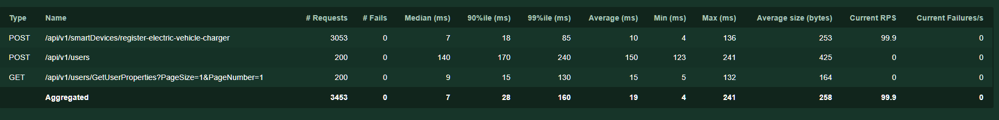 Type Name # Requests # Fails Median (ms) 90%ile (ms) 99%ile (ms) Average (ms) Min (ms) Max (ms) Average size (bytes) Current RPS Current Failures/s
POST /api/v1/smartDevices/register-electric-vehicle-charger 3053 0 7 18 85 10 4 136 253 99.9 0
POST /api/v1/users 200 0 140 170 240 150 123 241 425 0 0
GET /api/v1/users/GetUserProperties?PageSize=1&PageNumber=1 200 0 9 15 130 15 5 132 164 0 0
Aggregated 3453 0 7 28 160 19 4 241 258 99.9 0